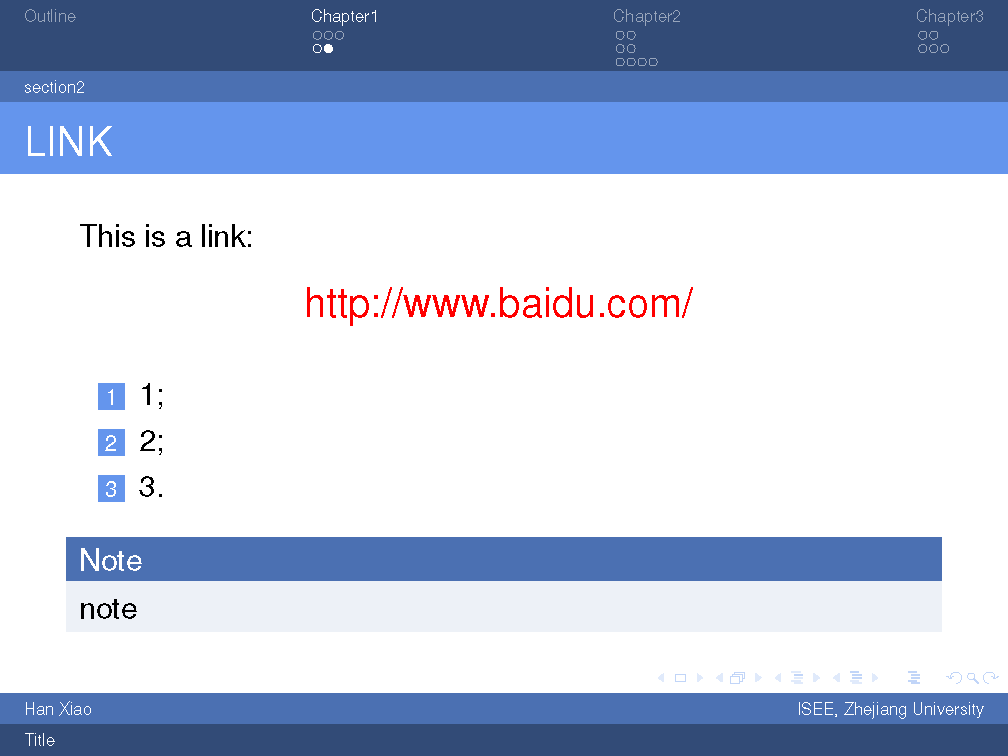 Outline Chapter1 Chapter2 Chapter3
section2
LINK
This is a link:
http://www.baidu.com/
1 1;
2 2;
3 3.
Note
note
Han Xiao ISEE, Zhejiang University
Title